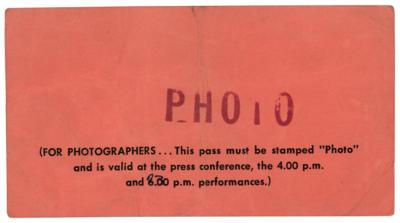 PHOTO
(FOR PHOTOGRAPHERS... This pass must be stamped "Photo"
and is valid at the press conference, the 4.00 p.m.
and 8.30 p.m. performances.)